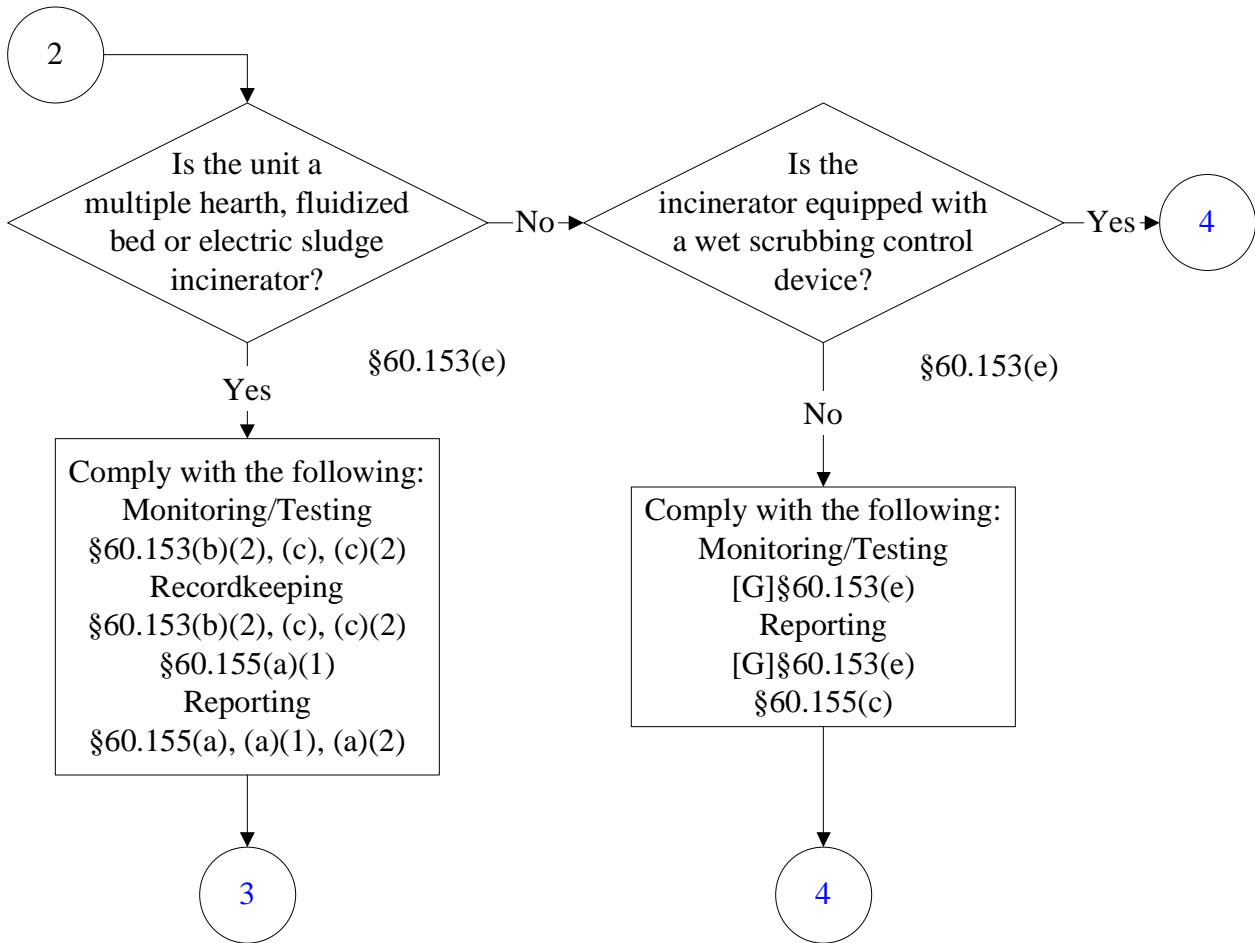 2
Is the unit a
multiple hearth, fluidized
bed or electric sludge
incinerator?
No
Is the
incinerator equipped with
a wet scrubbing control
device?
Yes
4
§60.153(e)
Yes
§60.153(e)
No
Comply with the following:
Monitoring/Testing
§60.153(b)(2), (c), (c)(2)
Recordkeeping
§60.153(b)(2), (c), (c)(2)
§60.155(a)(1)
Reporting
§60.155(a), (a)(1), (a)(2)
Comply with the following:
Monitoring/Testing
[G]§60.153(e)
Reporting
[G]§60.153(e)
§60.155(c)
3
4